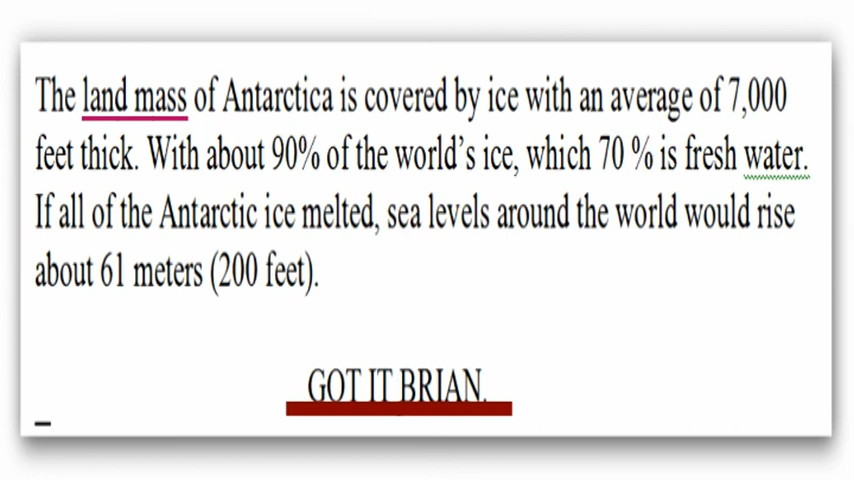 The land mass of Antarctica is covered by ice with an average of 7,000
feet thick. With about 90% of the world's ice, which 70 % is fresh water.
If all of the Antarctic ice melted, sea levels around the world would rise
about 61 meters (200 feet).
GOT IT BRIAN.